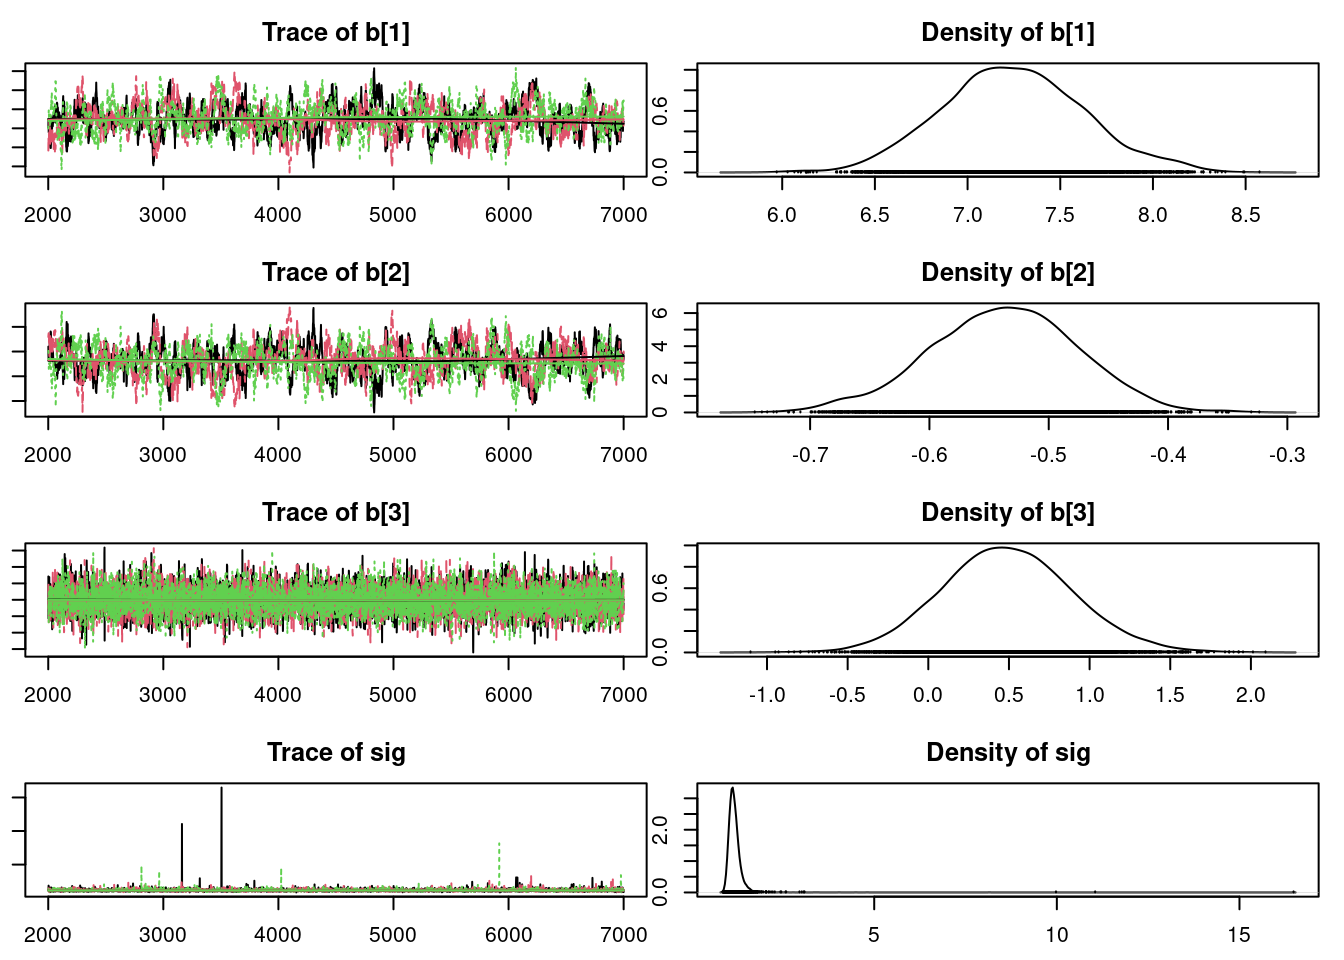 Trace of b[1]
2000 3000 4000 5000 6000 7000
Density of b[1]
0.0 0.6
6.0 6.5 7.0 7.5 8.0 8.5
Trace of b[2]
2000 3000 4000 5000 6000 7000
Density of b[2]
0 2 4 6
-0.7 -0.6 -0.5 -0.4 -0.3
Trace of b[3]
2000 3000 4000 5000 6000 7000
Density of b[3]
0.0 0.6
-1.0 -0.5 0.0 0.5 1.0 1.5 2.0
Trace of sig
2000 3000 4000 5000 6000 7000
Density of sig
0.0 2.0
5 10 15